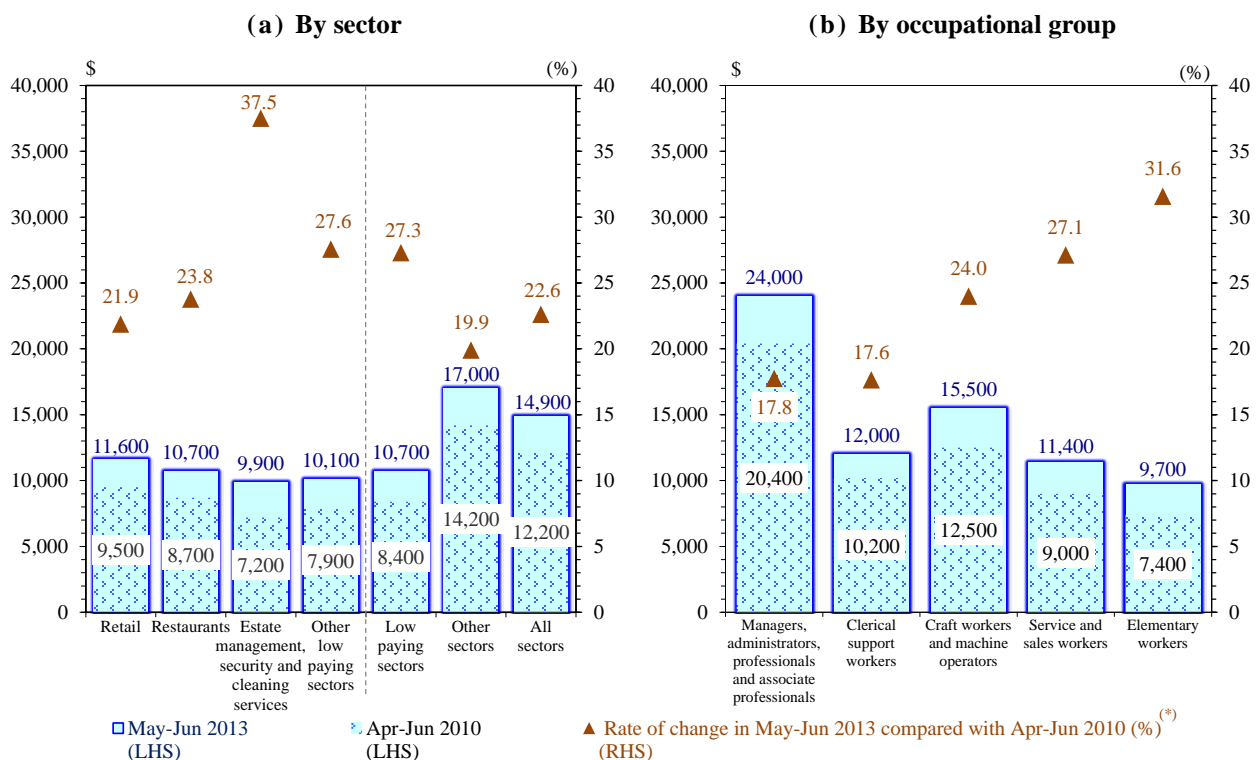 (a) By sector
$
(%)
40,000
35,000
30,000
25,000
20,000
15,000
10,000
5,000
0
40
35
30
25
20
15
10
5
0
21.9
23.8
37.5
27.6
27.3
19.9
22.6
11,600
10,700
9,900
10,100
10,700
17,000
14,900
9,500
8,700
7,200
7,900
8,400
14,200
12,200
Retail
Restaurants
Estate
management,
security and
cleaning
services
Other
low
paying
sectors
Low
paying sectors
Other
sectors
All
sectors
(b) By occupational group
$
(%)
40,000
35,000
30,000
25,000
20,000
15,000
10,000
5,000
0
40
35
30
25
20
15
10
5
0
24,000
17.8
20,400
17.6
12,000
10,200
24.0
15,500
12,500
27.1
11,400
9,000
31.6
9,700
7,400
Managers,
administrators,
professionals
and associate
professionals
Clerical
support
workers
Craft workers
and machine
operators
Service and
sales workers
Elementary
workers
May-Jun 2013
(LHS)
Apr-Jun 2010
(LHS)
Rate of change in May-Jun 2013 compared with Apr-Jun 2010 (%)(*)
(RHS)